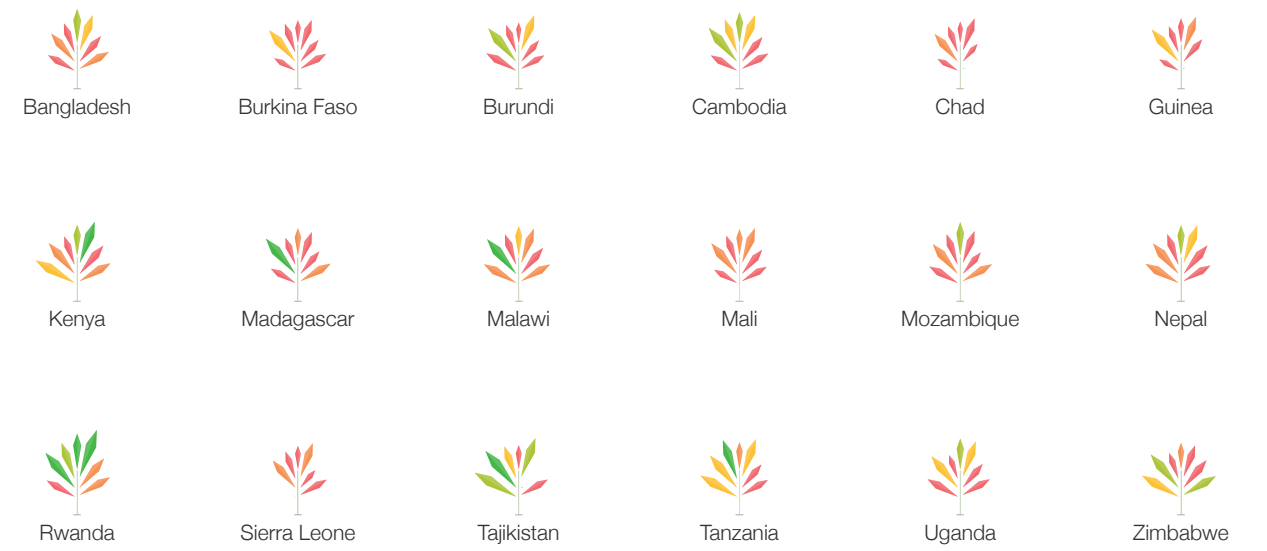 Bangladesh
Burkina Faso
Burundi
Cambodia
Chad
Guinea
Kenya
Madagascar
Malawi
Mali
Mozambique
Nepal
Rwanda
Sierra Leone
Tajikistan
Tanzania
Uganda
Zimbabwe